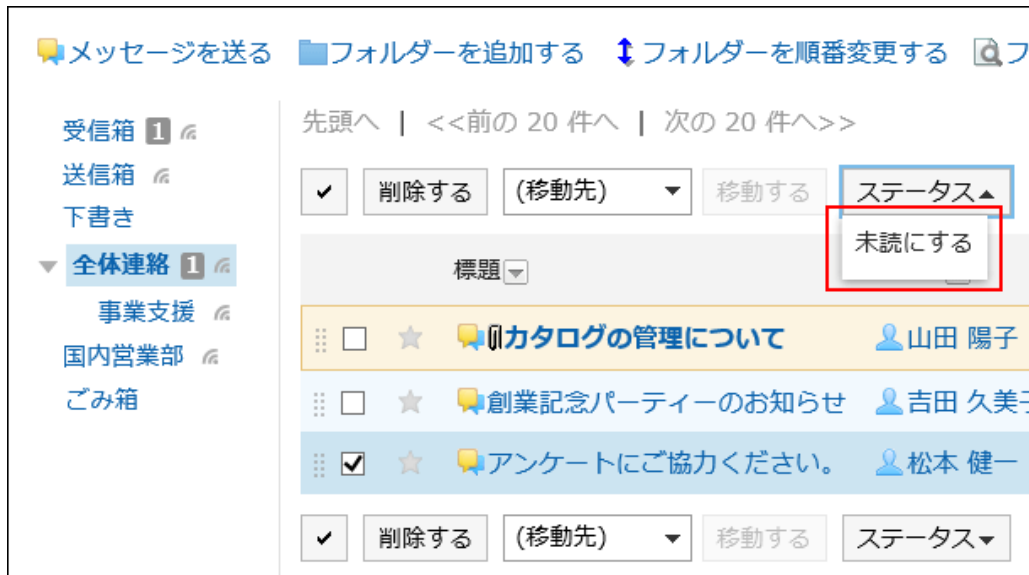 メッセージを送る フォルダーを追加する フォルダーを順番変更する フ
受信箱 1
送信箱
下書き
全体連絡 1
事業支援
国内営業部
ごみ箱
先頭へ | <<前の 20 件へ | 次の 20 件へ>>
削除する (移動先) 移動する ステータス
未読にする
標題
カタログの管理について 山田 陽子
創業記念パーティーのお知らせ 吉田 久美子
アンケートにご協力ください。 松本 健一
削除する (移動先) 移動する ステータス